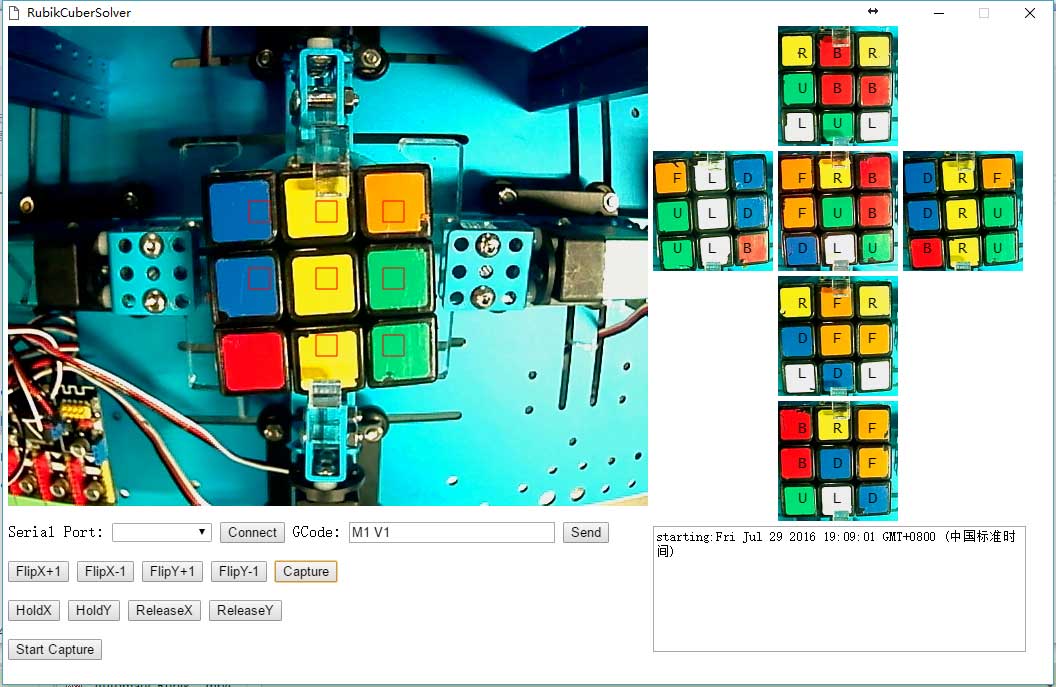 RubikCuberSolver
R B R
U B B
L U L
F L D
U L D
U L B
F R B
F U B
D L U
D R F
D R U
B R U
R F R
D F F
L D L
B R F
B D F
U L D
Serial Port: Connect GCode: M1 V1 Send
FlipX+1 FlipX-1 FlipY+1 FlipY-1 Capture
HoldX HoldY ReleaseX ReleaseY
Start Capture
starting:Fri Jul 29 2016 19:09:01 GMT+0800 (中国标准时
间)